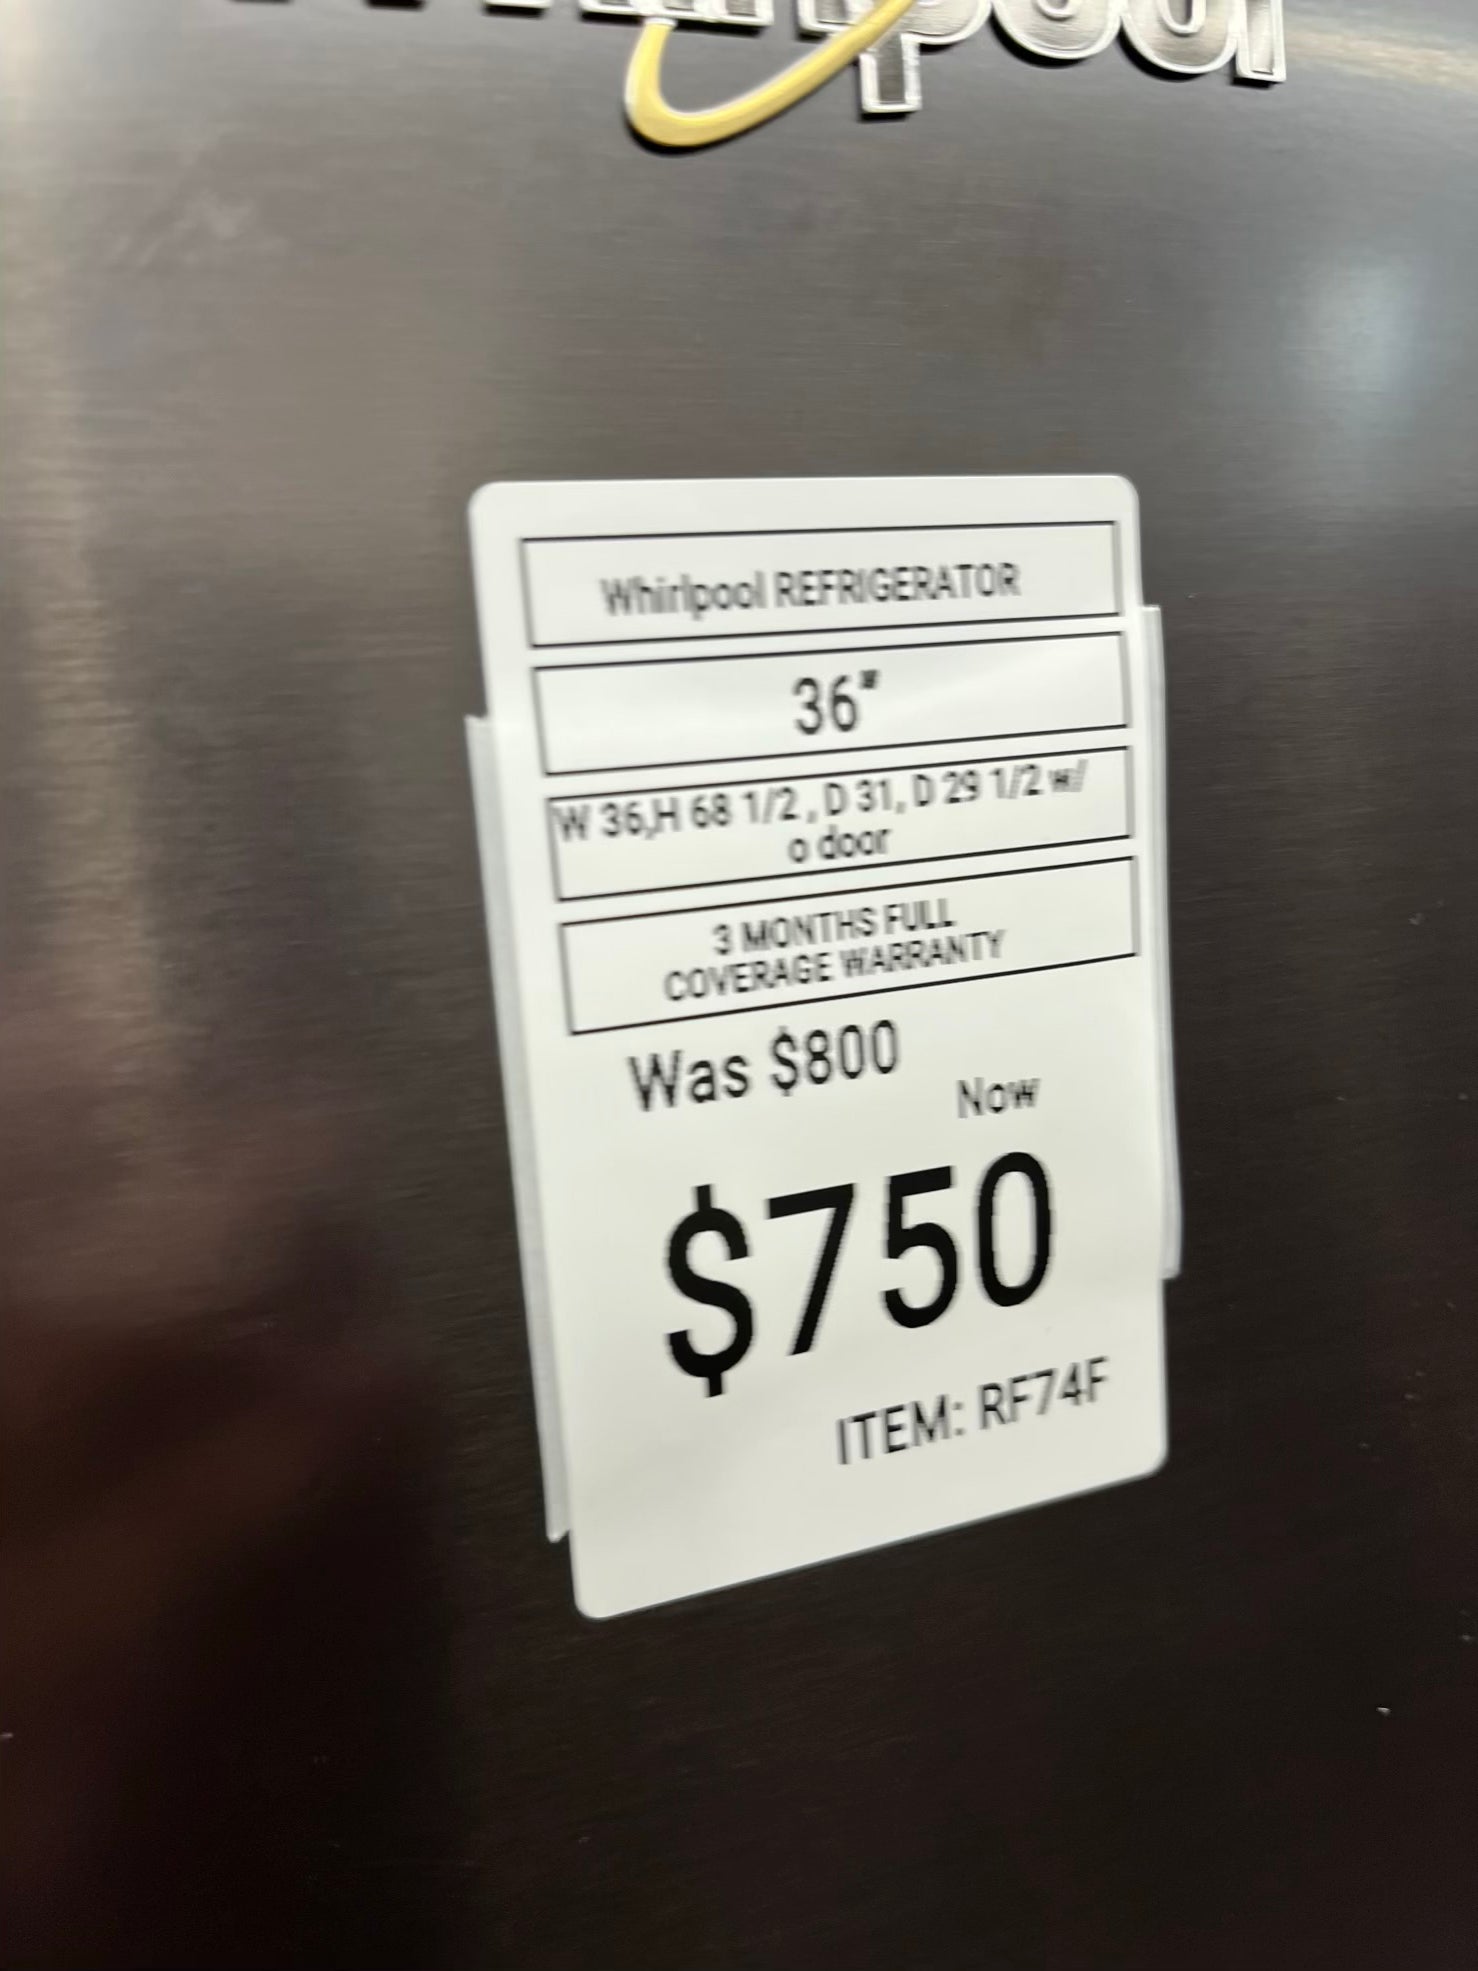 Whirlpool
Whirlpool REFRIGERATOR
36"
W 36,H 68 1/2 , D 31, D 29 1/2 w/
o door
3 MONTHS FULL
COVERAGE WARRANTY
Was $800
Now
$750
ITEM: RF74F